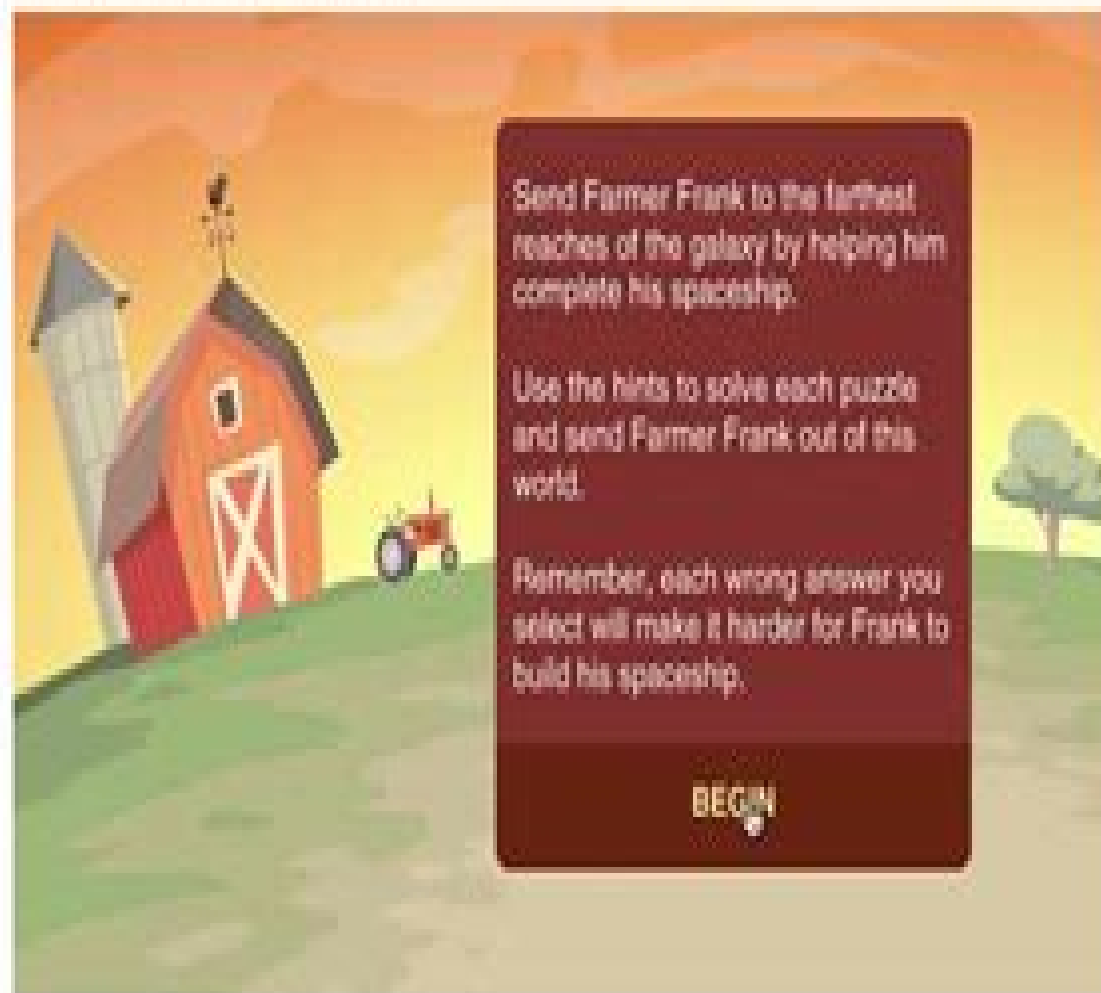 Send Farmer Frank to the farthest
reaches of the galaxy by helping him
complete his spaceship.
Use the hints to solve each puzzle
and send Farmer Frank out of this
world.
Remember, each wrong answer you
select will make it harder for Frank to
build his spaceship.
BEGIN